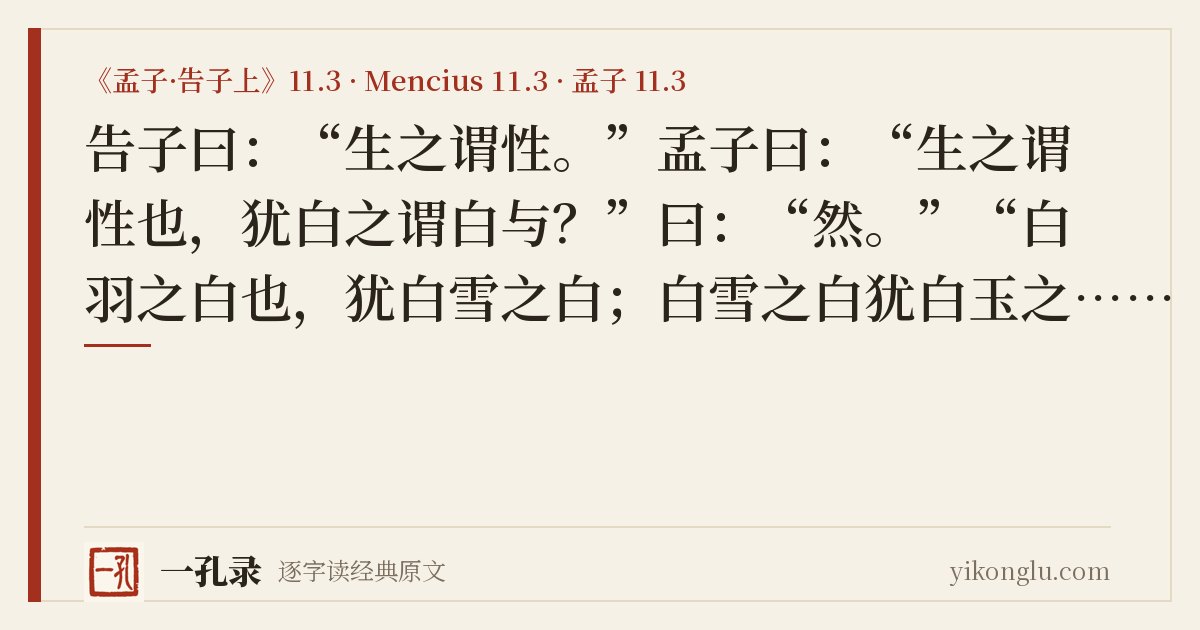 《孟子·告子上》11.3 · Mencius 11.3 · 孟子 11.3
告子曰：“生之谓性。”孟子曰：“生之谓
性也，犹白之谓白与？”曰：“然。”“白
羽之白也，犹白雪之白；白雪之白犹白玉之……
一孔
一孔录 逐字读经典原文
yikonglu.com